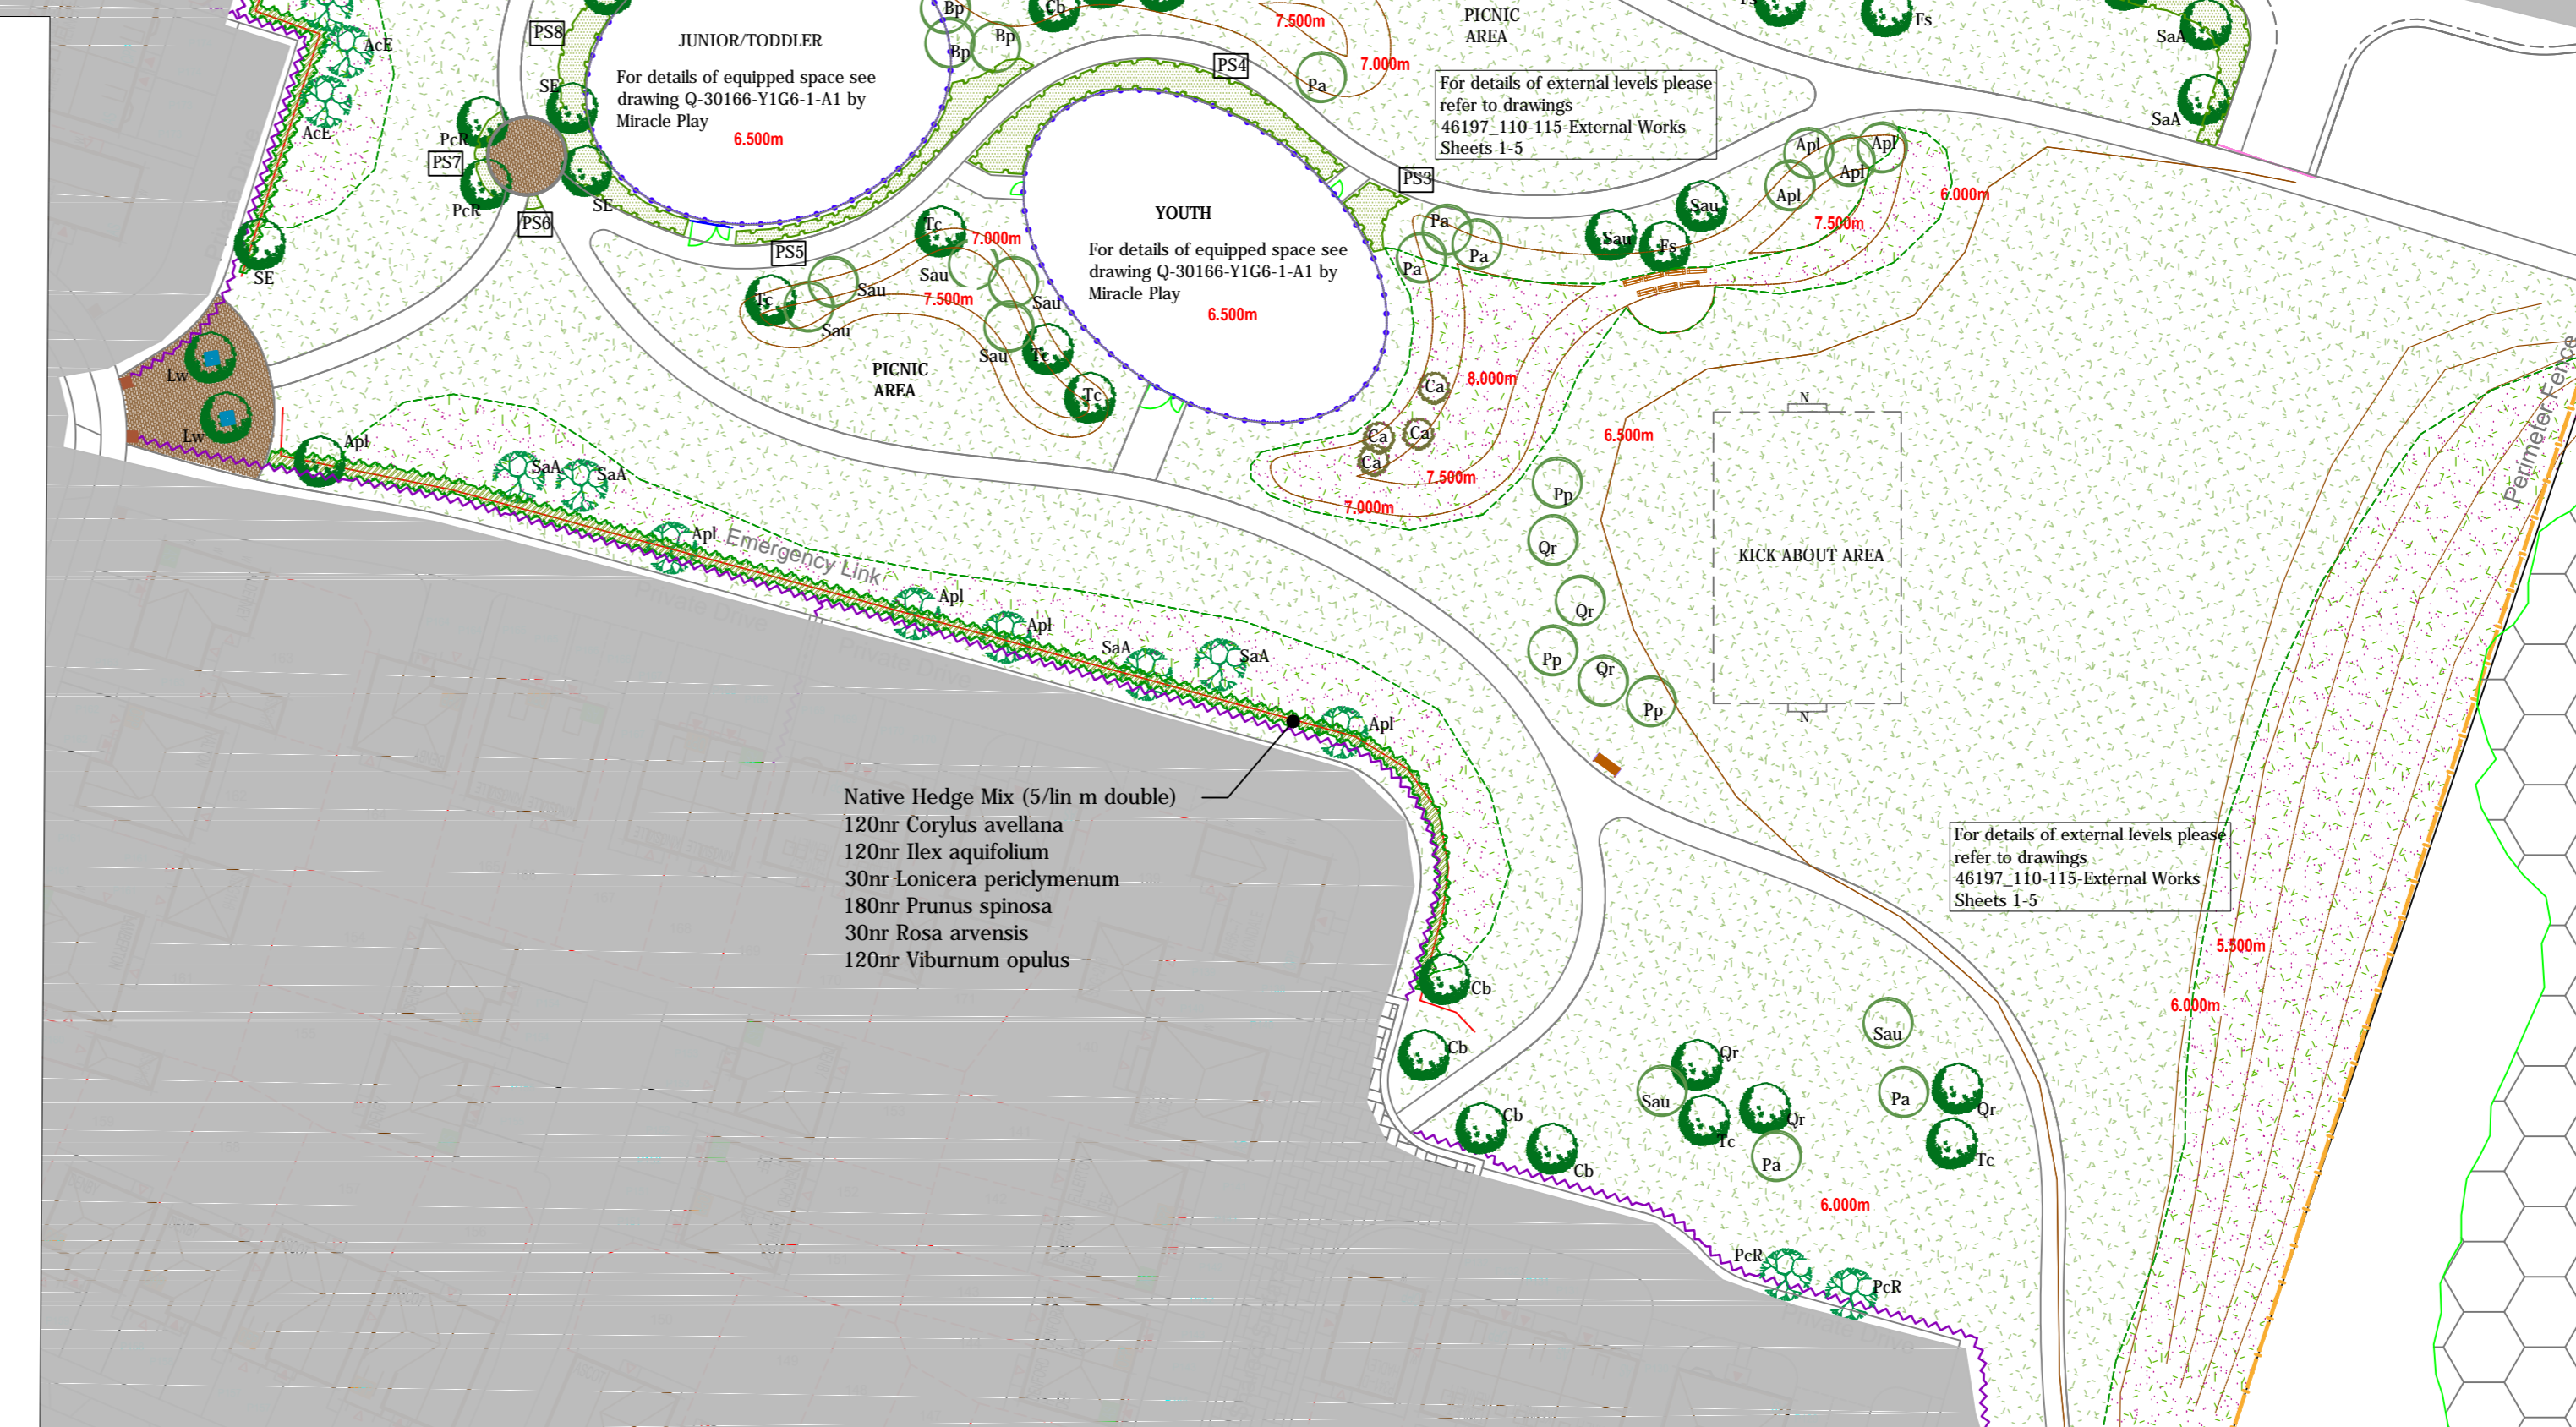 PS8
JUNIOR/TODDLER
For details of equipped space see
drawing Q-30166-Y1G6-1-A1 by
Miracle Play
6.500m
Bp
Bp
Bp
Cb
7.500m
7.000m
Pa
PS4
PICNIC
AREA
For details of external levels please
refer to drawings
46197_110-115-External Works
Sheets 1-5
Fs
SaA
SaA
AcE
AcE
SE
PcR
PS7
PcR
PS6
SE
SE
PS5
Tc
7.000m
Sau
Tc
Sau
Sau
7.500m
Sau
Sau
Tc
Tc
PICNIC
AREA
YOUTH
For details of equipped space see
drawing Q-30166-Y1G6-1-A1 by
Miracle Play
6.500m
PS3
Pa
Pa
Pa
Sau
Fs
Sau
Apl
Apl
Apl
Apl
7.500m
6.000m
Lw
Lw
Apl
SaA
SaA
Apl
Emergency Link
Apl
Apl
SaA
SaA
Apl
Ca
Ca
Ca
Ca
8.000m
7.500m
7.000m
6.500m
Pp
Qr
Qr
Pp
Qr
Pp
N
KICK ABOUT AREA
N
Perimeter Fence
Native Hedge Mix (5/lin m double)
120nr Corylus avellana
120nr Ilex aquifolium
30nr Lonicera periclymenum
180nr Prunus spinosa
30nr Rosa arvensis
120nr Viburnum opulus
For details of external levels please
refer to drawings
46197_110-115-External Works
Sheets 1-5
5.500m
6.000m
Cb
Cb
Cb
Cb
Qr
Sau
Tc
Qr
Pa
Sau
Pa
Qr
Tc
6.000m
PcR
PcR